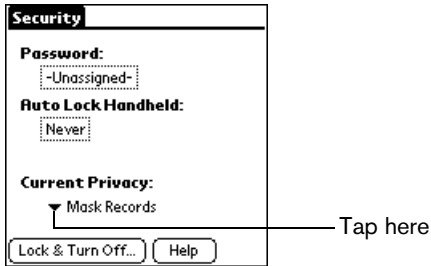 Security
Password:
-Unassigned-
Auto Lock Handheld:
Never
Current Privacy:
Mask Records
Tap here
Lock & Turn Off... Help